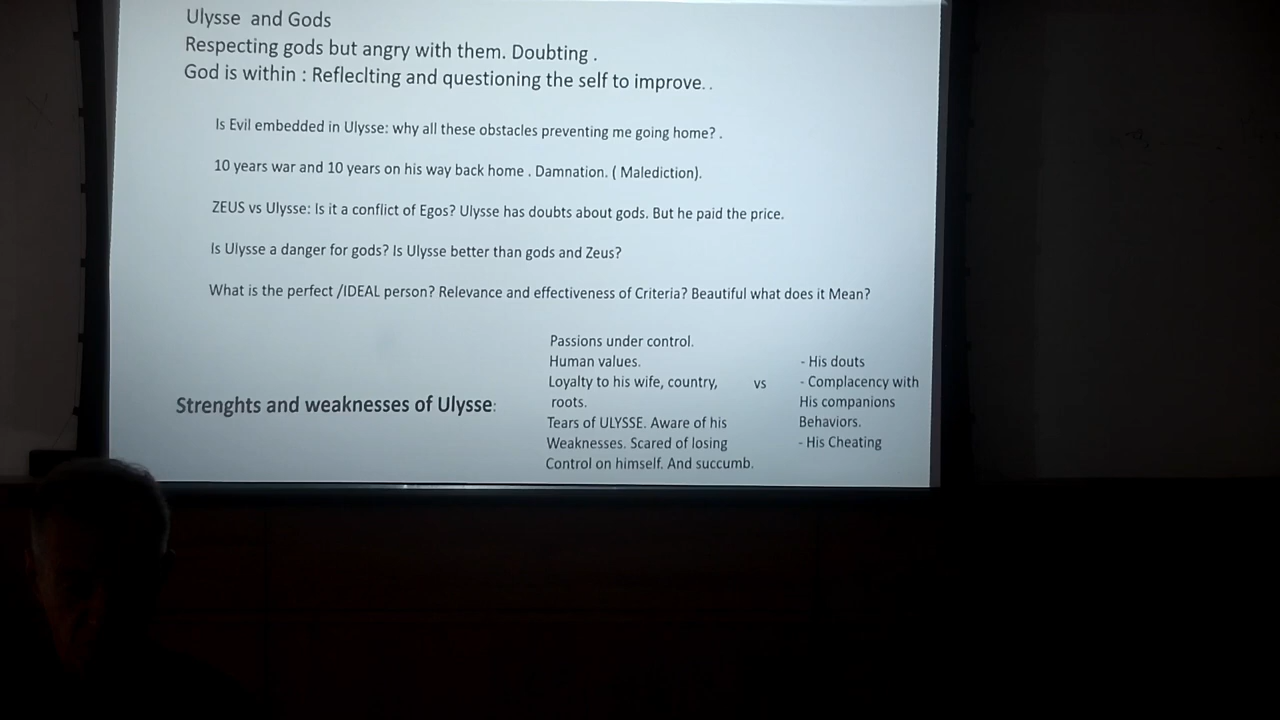 Ulysse and Gods
Respecting gods but angry with them. Doubting .
God is within : Refleclting and questioning the self to improve. .
Is Evil embedded in Ulysse: why all these obstacles preventing me going home? .
10 years war and 10 years on his way back home . Damnation. ( Malediction).
ZEUS vs Ulysse: Is it a conflict of Egos? Ulysse has doubts about gods. But he paid the price.
Is Ulysse a danger for gods? Is Ulysse better than gods and Zeus?
What is the perfect /IDEAL person? Relevance and effectiveness of Criteria? Beautiful what does it Mean?
Strenghts and weaknesses of Ulysse:
Passions under control.
Human values.
Loyalty to his wife, country,
roots.
Tears of ULYSSE. Aware of his
Weaknesses. Scared of losing
Control on himself. And succumb.
vs
- His douts
- Complacency with
His companions
Behaviors.
- His Cheating